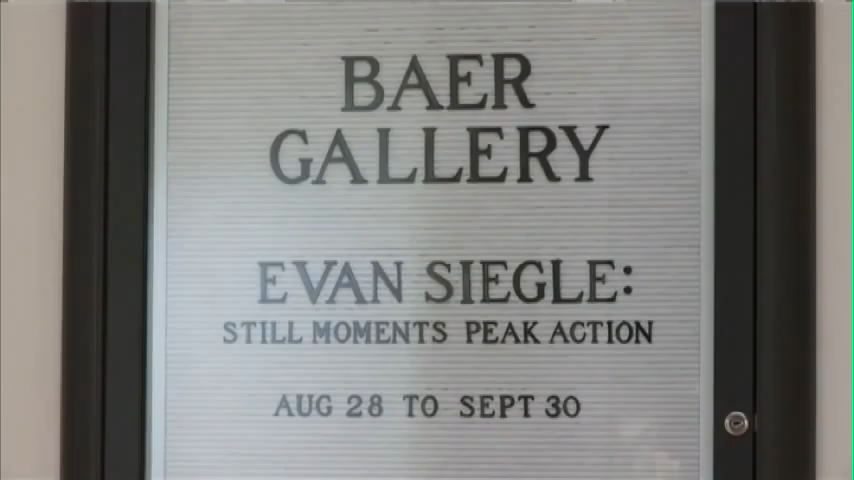 BAER
GALLERY
EVAN SIEGLE:
STILL MOMENTS PEAK ACTION
AUG 28 TO SEPT 30